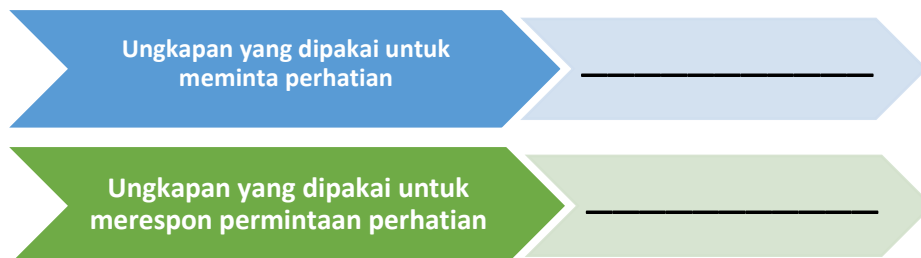 Ungkapan yang dipakai untuk
meminta perhatian
Ungkapan yang dipakai untuk
merespon permintaan perhatian